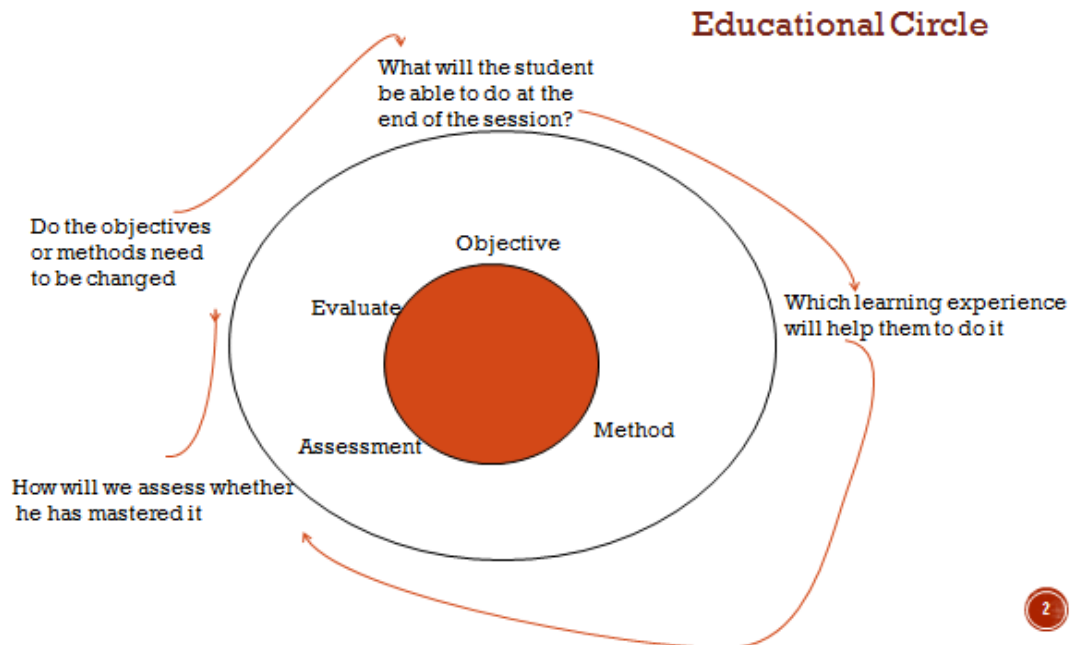 Educational Circle
What will the student
be able to do at the
end of the session?
Do the objectives
or methods need
to be changed
Objective
Evaluate
Which learning experience
will help them to do it
Method
Assessment
How will we assess whether
he has mastered it
2